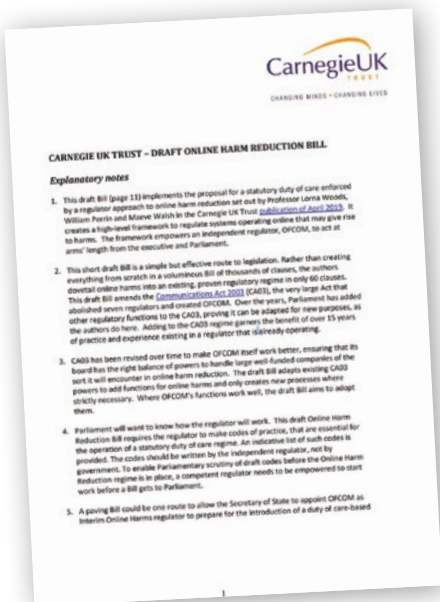 CarnegieUK
TRUST
CHANGING MINDS • CHANGING LIVES
CARNEGIE UK TRUST – DRAFT ONLINE HARM REDUCTION BILL
Explanatory notes
1. This draft Bill (page 11) implements the proposal for a statutory duty of care enforced
by a regulator approach to online harm reduction set out by Professor Lorna Woods,
William Perrin and Maeve Walsh in the Carnegie UK Trust publication of April 2019. It
creates a high-level framework to regulate systems operating online that may give rise
to harms. The framework empowers an independent regulator, OFCOM, to act at
arms' length from the executive and Parliament.
2. This short draft Bill is a simple but effective route to legislation. Rather than creating
everything from scratch in a voluminous Bill of thousands of clauses, the authors
dovetail online harms into an existing, proven regulatory regime in only 60 clauses.
This draft Bill amends the Communications Act 2003 (CA03), the very large Act that
abolished seven regulators and created OFCOM. Over the years, Parliament has added
other regulatory functions to the CA03, proving it can be adapted for new purposes, as
the authors do here. Adding to the CA03 regime garners the benefit of over 15 years
of practice and experience existing in a regulator that is already operating.
3. CA03 has been revised over time to make OFCOM itself work better, ensuring that its
board has the right balance of powers to handle large well-funded companies of the
sort it will encounter in online harm reduction. The draft Bill adapts existing CA03
powers to add functions for online harms and only creates new processes where
strictly necessary. Where OFCOM's functions work well, the draft Bill aims to adopt
them.
4. Parliament will want to know how the regulator will work. This draft Online Harm
Reduction Bill requires the regulator to make codes of practice, that are essential for
the operation of a statutory duty of care regime. An indicative list of such codes is
provided. The codes should be written by the independent regulator, not by
government. To enable Parliamentary scrutiny of draft codes before the Online Harm
Reduction regime is in place, a competent regulator needs to be empowered to start
work before a Bill gets to Parliament.
5. A paving Bill could be one route to allow the Secretary of State to appoint OFCOM as
Interim Online Harms regulator to prepare for the introduction of a duty of care-based
1